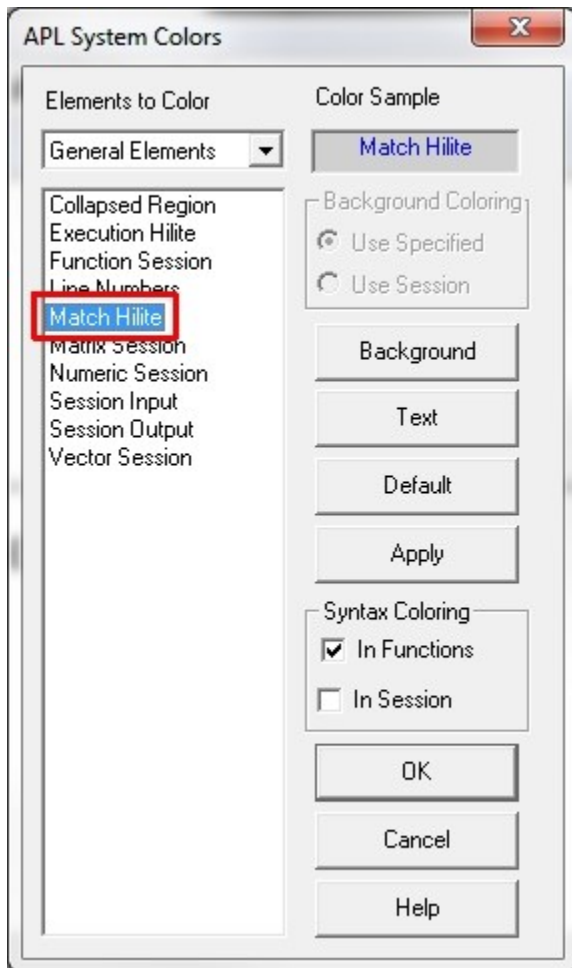 APL System Colors
Elements to Color
General Elements
Collapsed Region
Execution Hilite
Function Session
Line Numbers
Match Hilite
Matrix Session
Numeric Session
Session Input
Session Output
Vector Session
Color Sample
Match Hilite
Background Coloring
Use Specified
Use Session
Background
Text
Default
Apply
Syntax Coloring
In Functions
In Session
OK
Cancel
Help